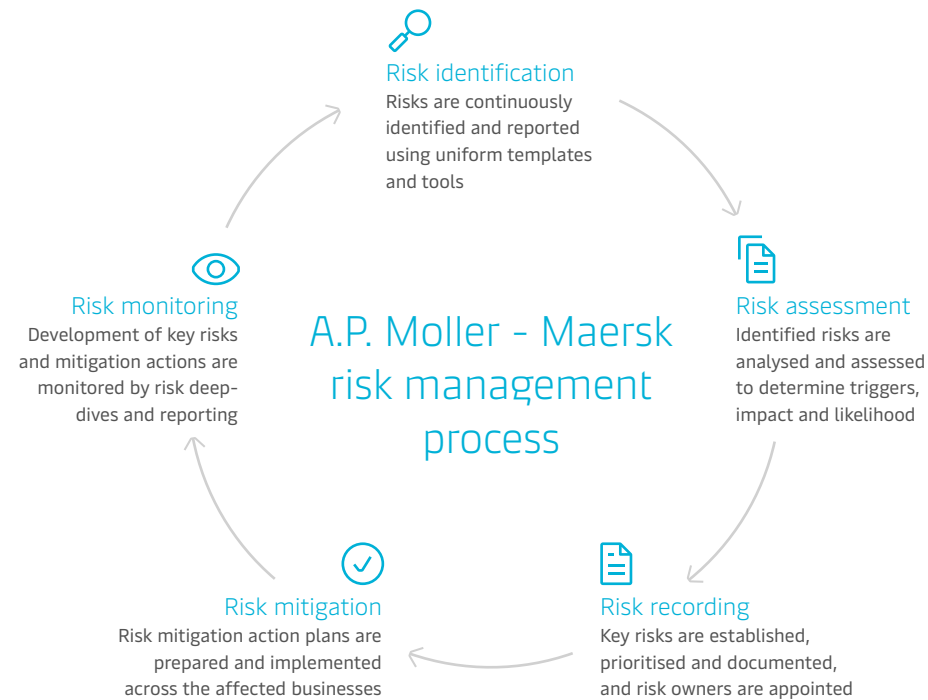 Risk identification
Risks are continuously
identified and reported
using uniform templates
and tools
Risk assessment
Identified risks are
analysed and assessed
to determine triggers,
impact and likelihood
Risk recording
Key risks are established,
prioritised and documented,
and risk owners are appointed
Risk mitigation
Risk mitigation action plans are
prepared and implemented
across the affected businesses
Risk monitoring
Development of key risks
and mitigation actions are
monitored by risk deep-
dives and reporting
A.P. Moller - Maersk
risk management
process